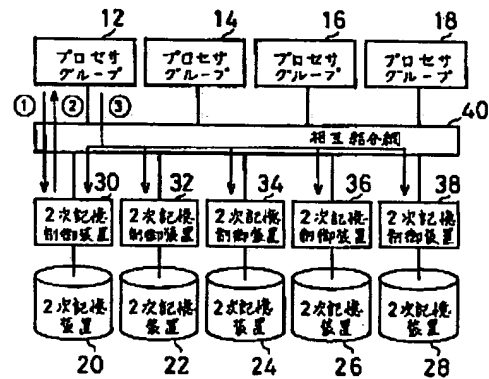 12 14 16 18
プロセサ グループ プロセサ グループ プロセサ グループ プロセサ グループ
① ② ③ 40
相互結合網
30 32 34 36 38
2次記憶 制御装置 2次記憶 制御装置 2次記憶 制御装置 2次記憶 制御装置 2次記憶 制御装置
2次記憶 装置 2次記憶 装置 2次記憶 装置 2次記憶 装置 2次記憶 装置
20 22 24 26 28